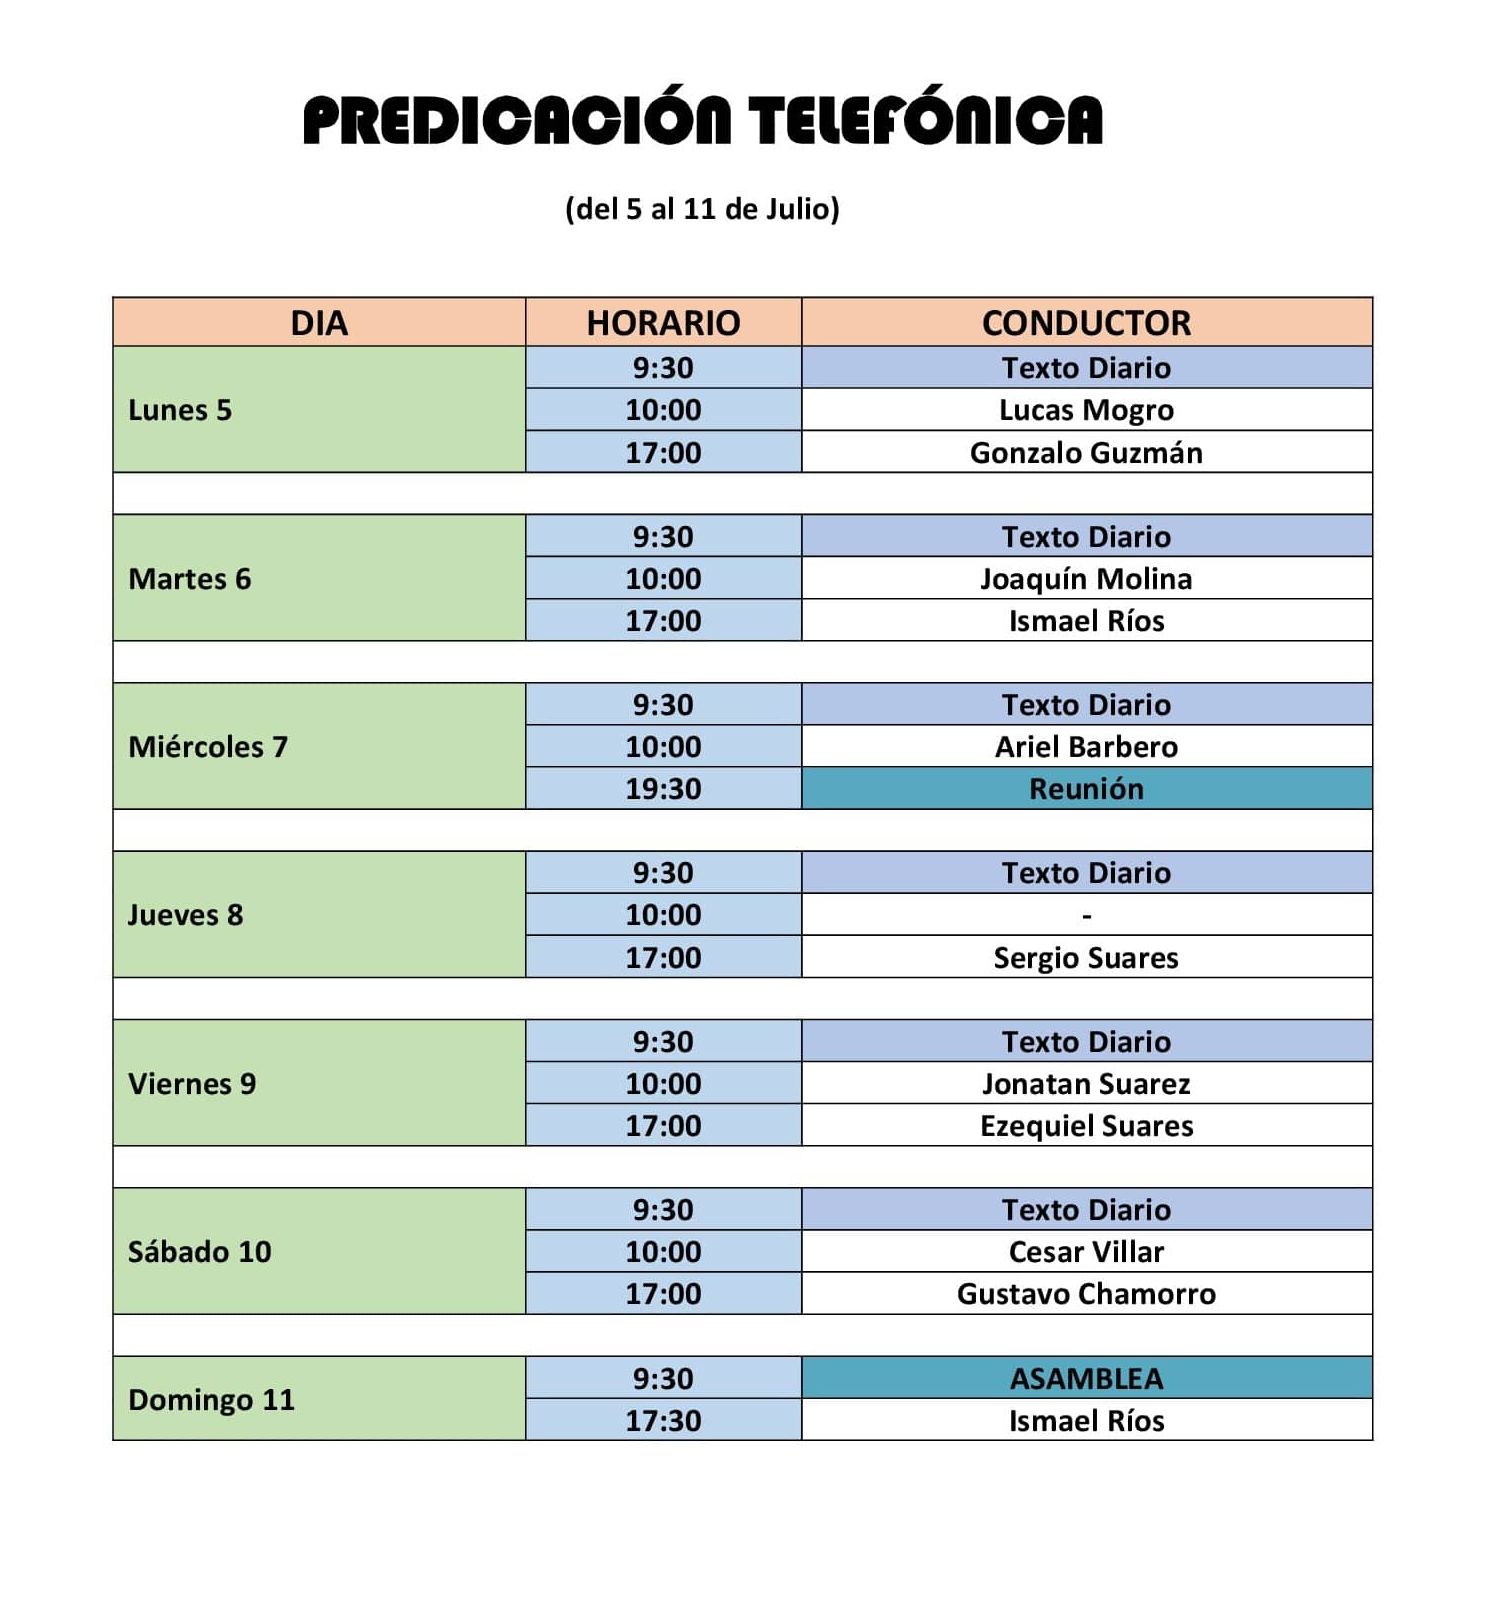 PREDICACIÓN TELEFÓNICA
(del 5 al 11 de Julio)
DIA HORARIO CONDUCTOR
Lunes 5
9:30 Texto Diario
10:00 Lucas Mogro
17:00 Gonzalo Guzmán
Martes 6
9:30 Texto Diario
10:00 Joaquín Molina
17:00 Ismael Ríos
Miércoles 7
9:30 Texto Diario
10:00 Ariel Barbero
19:30 Reunión
Jueves 8
9:30 Texto Diario
10:00 -
17:00 Sergio Suares
Viernes 9
9:30 Texto Diario
10:00 Jonatan Suarez
17:00 Ezequiel Suares
Sábado 10
9:30 Texto Diario
10:00 Cesar Villar
17:00 Gustavo Chamorro
Domingo 11
9:30 ASAMBLEA
17:30 Ismael Ríos